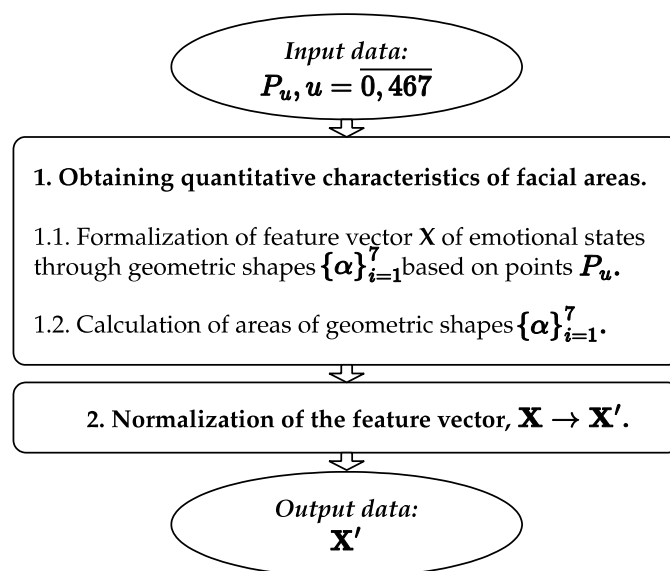 Input data:
P_u, u = \overline{0, 467}
1. Obtaining quantitative characteristics of facial areas.
1.1. Formalization of feature vector X of emotional states
through geometric shapes {α}_{i=1}^{7} based on points P_u.
1.2. Calculation of areas of geometric shapes {α}_{i=1}^{7}.
2. Normalization of the feature vector, X → X′.
Output data:
X′